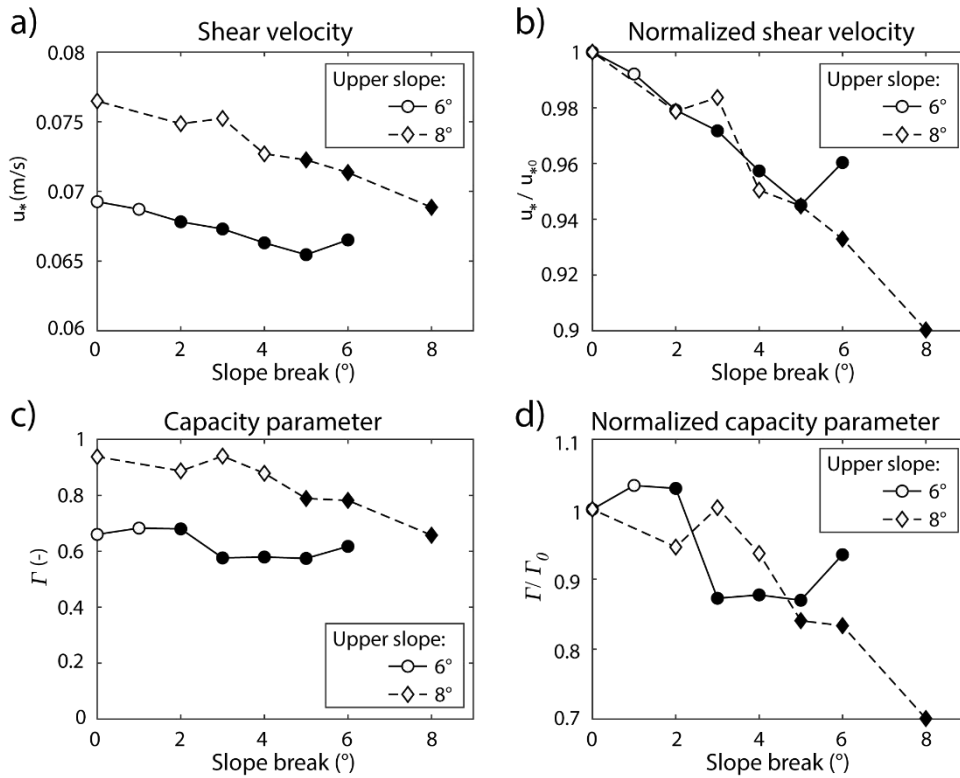 a)
Shear velocity
0.08
0.075
0.07
0.065
0.06
u* (m/s)
Upper slope:
6°
8°
0 2 4 6 8
Slope break (°)
b)
Normalized shear velocity
1
0.98
0.96
0.94
0.92
0.9
u* / u*0
Upper slope:
6°
8°
0 2 4 6 8
Slope break (°)
c)
Capacity parameter
1
0.8
0.6
0.4
0.2
0
Γ (-)
Upper slope:
6°
8°
0 2 4 6 8
Slope break (°)
d)
Normalized capacity parameter
1.1
1
0.9
0.8
0.7
Γ/ Γ0
Upper slope:
6°
8°
0 2 4 6 8
Slope break (°)